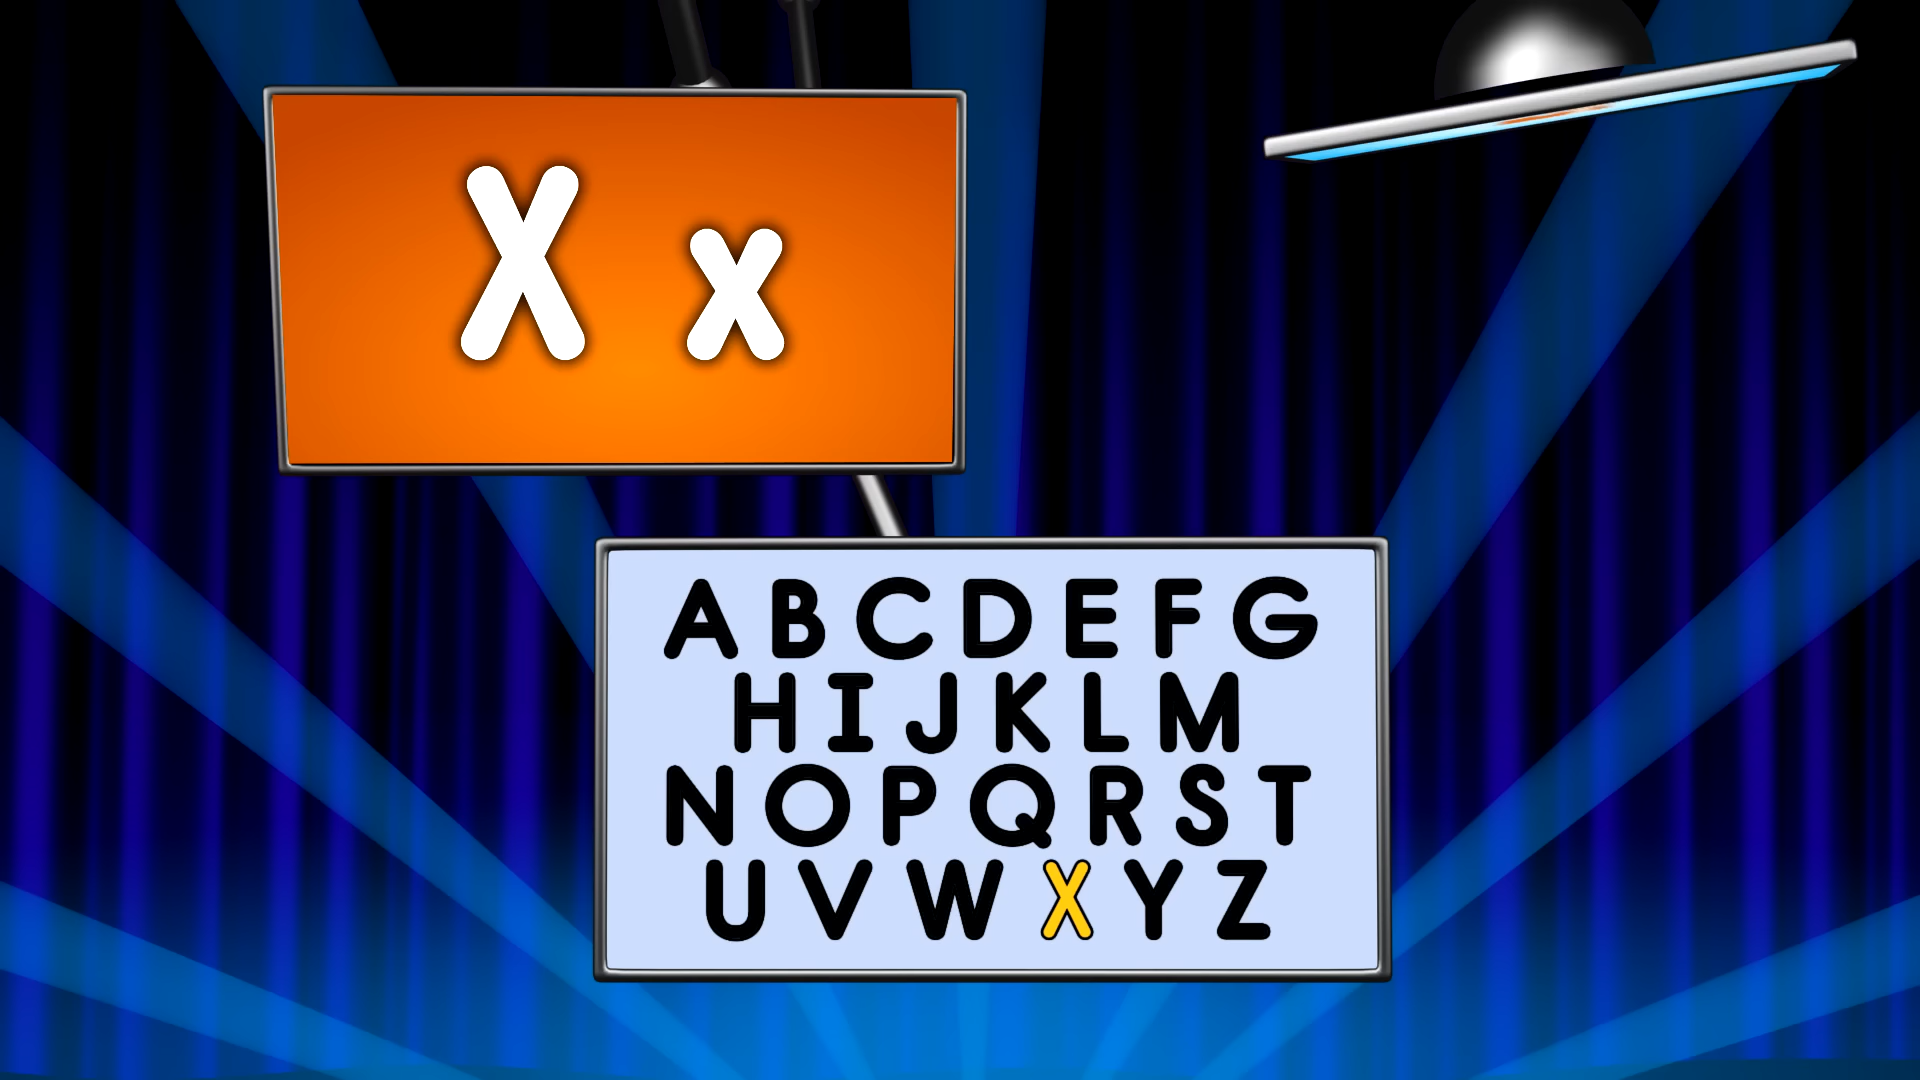 X x
A B C D E F G
H I J K L M
N O P Q R S T
U V W X Y Z